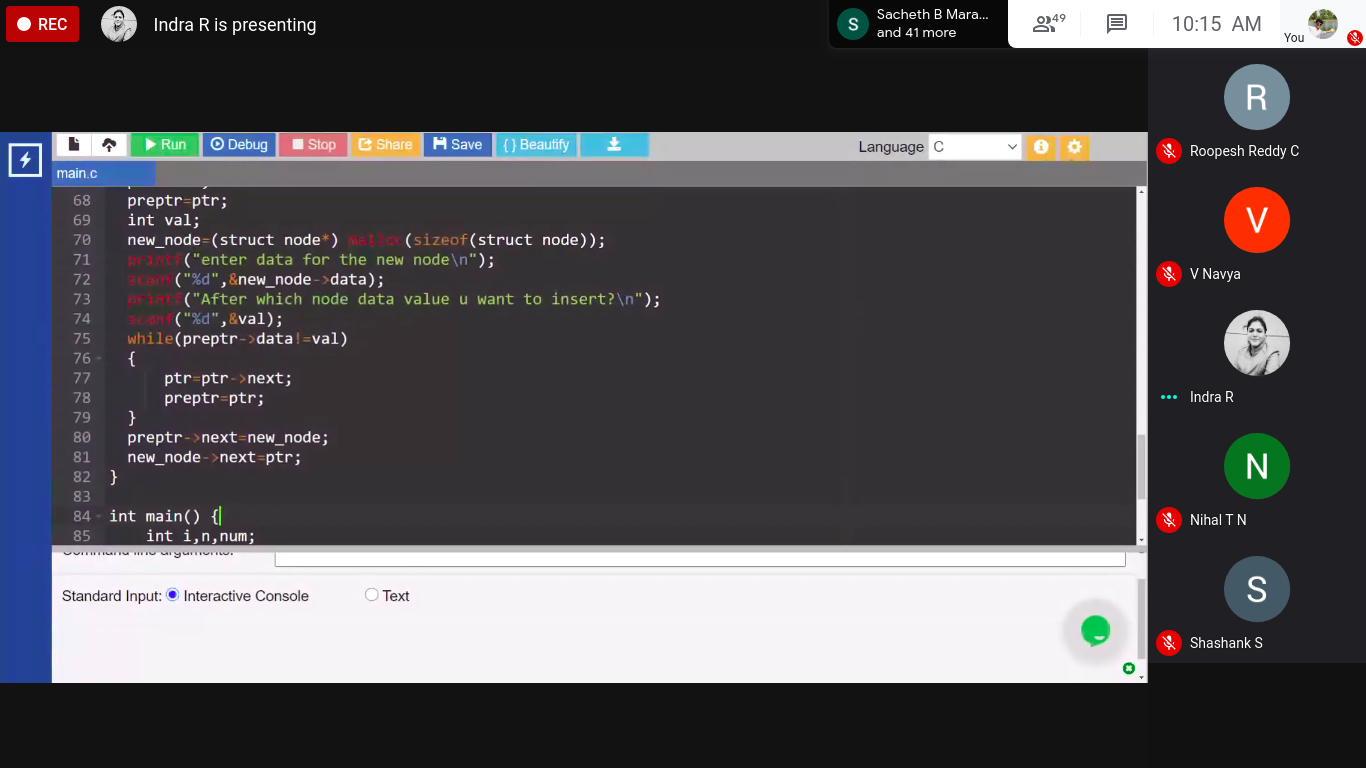 REC
Indra R is presenting
Sacheth B Mara...
and 41 more
49
10:15 AM
You
Run
Debug
Stop
Share
Save
{ } Beautify
Language
C
main.c
68 preptr=ptr;
69 int val;
70 new_node=(struct node*) malloc(sizeof(struct node));
71 printf("enter data for the new node\n");
72 scanf("%d",&new_node->data);
73 printf("After which node data value u want to insert?\n");
74 scanf("%d",&val);
75 while(preptr->data!=val)
76 {
77 ptr=ptr->next;
78 preptr=ptr;
79 }
80 preptr->next=new_node;
81 new_node->next=ptr;
82 }
83
84 int main() {
85 int i,n,num;
Command line arguments:
Standard Input:
Interactive Console
Text
R
Roopesh Reddy C
V
V Navya
Indra R
N
Nihal T N
S
Shashank S
S